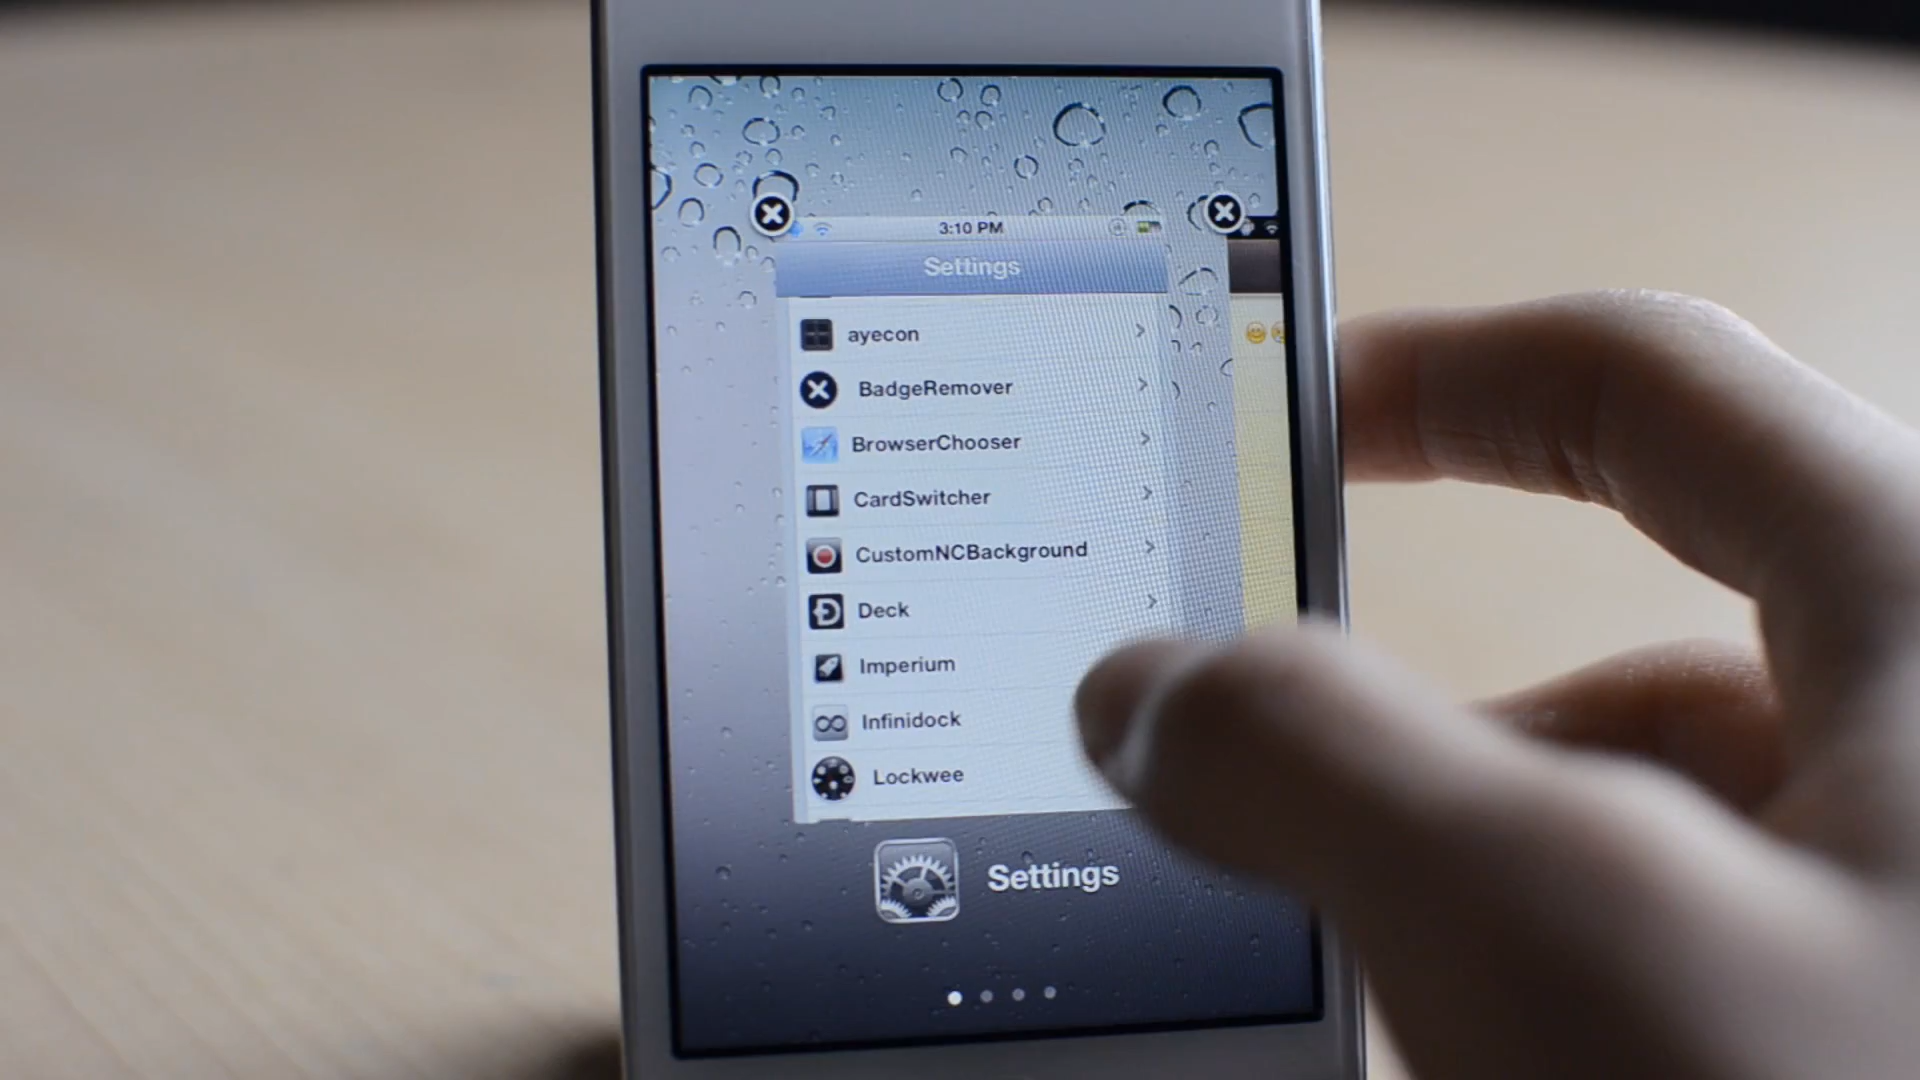 3:10 PM
Settings
ayecon
BadgeRemover
BrowserChooser
CardSwitcher
CustomNCBackground
Deck
Imperium
Infinidock
Lockwee
Settings